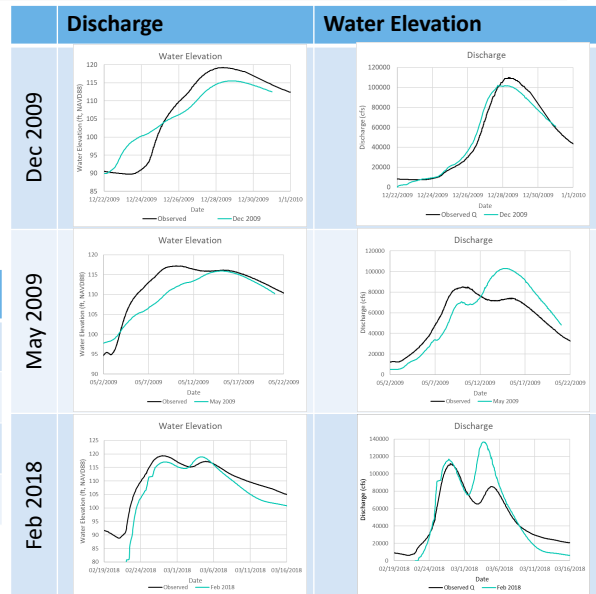 Discharge Water Elevation
Dec 2009
Water Elevation
Water Elevation (ft, NAVD88)
120
115
110
105
100
95
90
85
12/22/2009 12/24/2009 12/26/2009 12/28/2009 12/30/2009 1/1/2010
Date
Observed Dec 2009
Discharge
Discharge (cfs)
120000
100000
80000
60000
40000
20000
0
12/22/2009 12/24/2009 12/26/2009 12/28/2009 12/30/2009 1/1/2010
Date
Observed Q Dec 2009
May 2009
Water Elevation
Water Elevation (ft, NAVD88)
120
115
110
105
100
95
90
05/2/2009 05/7/2009 05/12/2009 05/17/2009 05/22/2009
Date
Observed May 2009
Discharge
Discharge (cfs)
120000
100000
80000
60000
40000
20000
0
05/2/2009 05/7/2009 05/12/2009 05/17/2009 05/22/2009
Date
Observed May 2009
Feb 2018
Water Elevation
Water Elevation (ft, NAVD88)
125
120
115
110
105
100
95
90
85
80
02/19/2018 02/24/2018 03/1/2018 03/6/2018 03/11/2018 03/16/2018
Date
Observed Feb 2018
Discharge
Discharge (cfs)
140000
120000
100000
80000
60000
40000
20000
0
02/19/2018 02/24/2018 03/1/2018 03/6/2018 03/11/2018 03/16/2018
Date
Observed Q Feb 2018